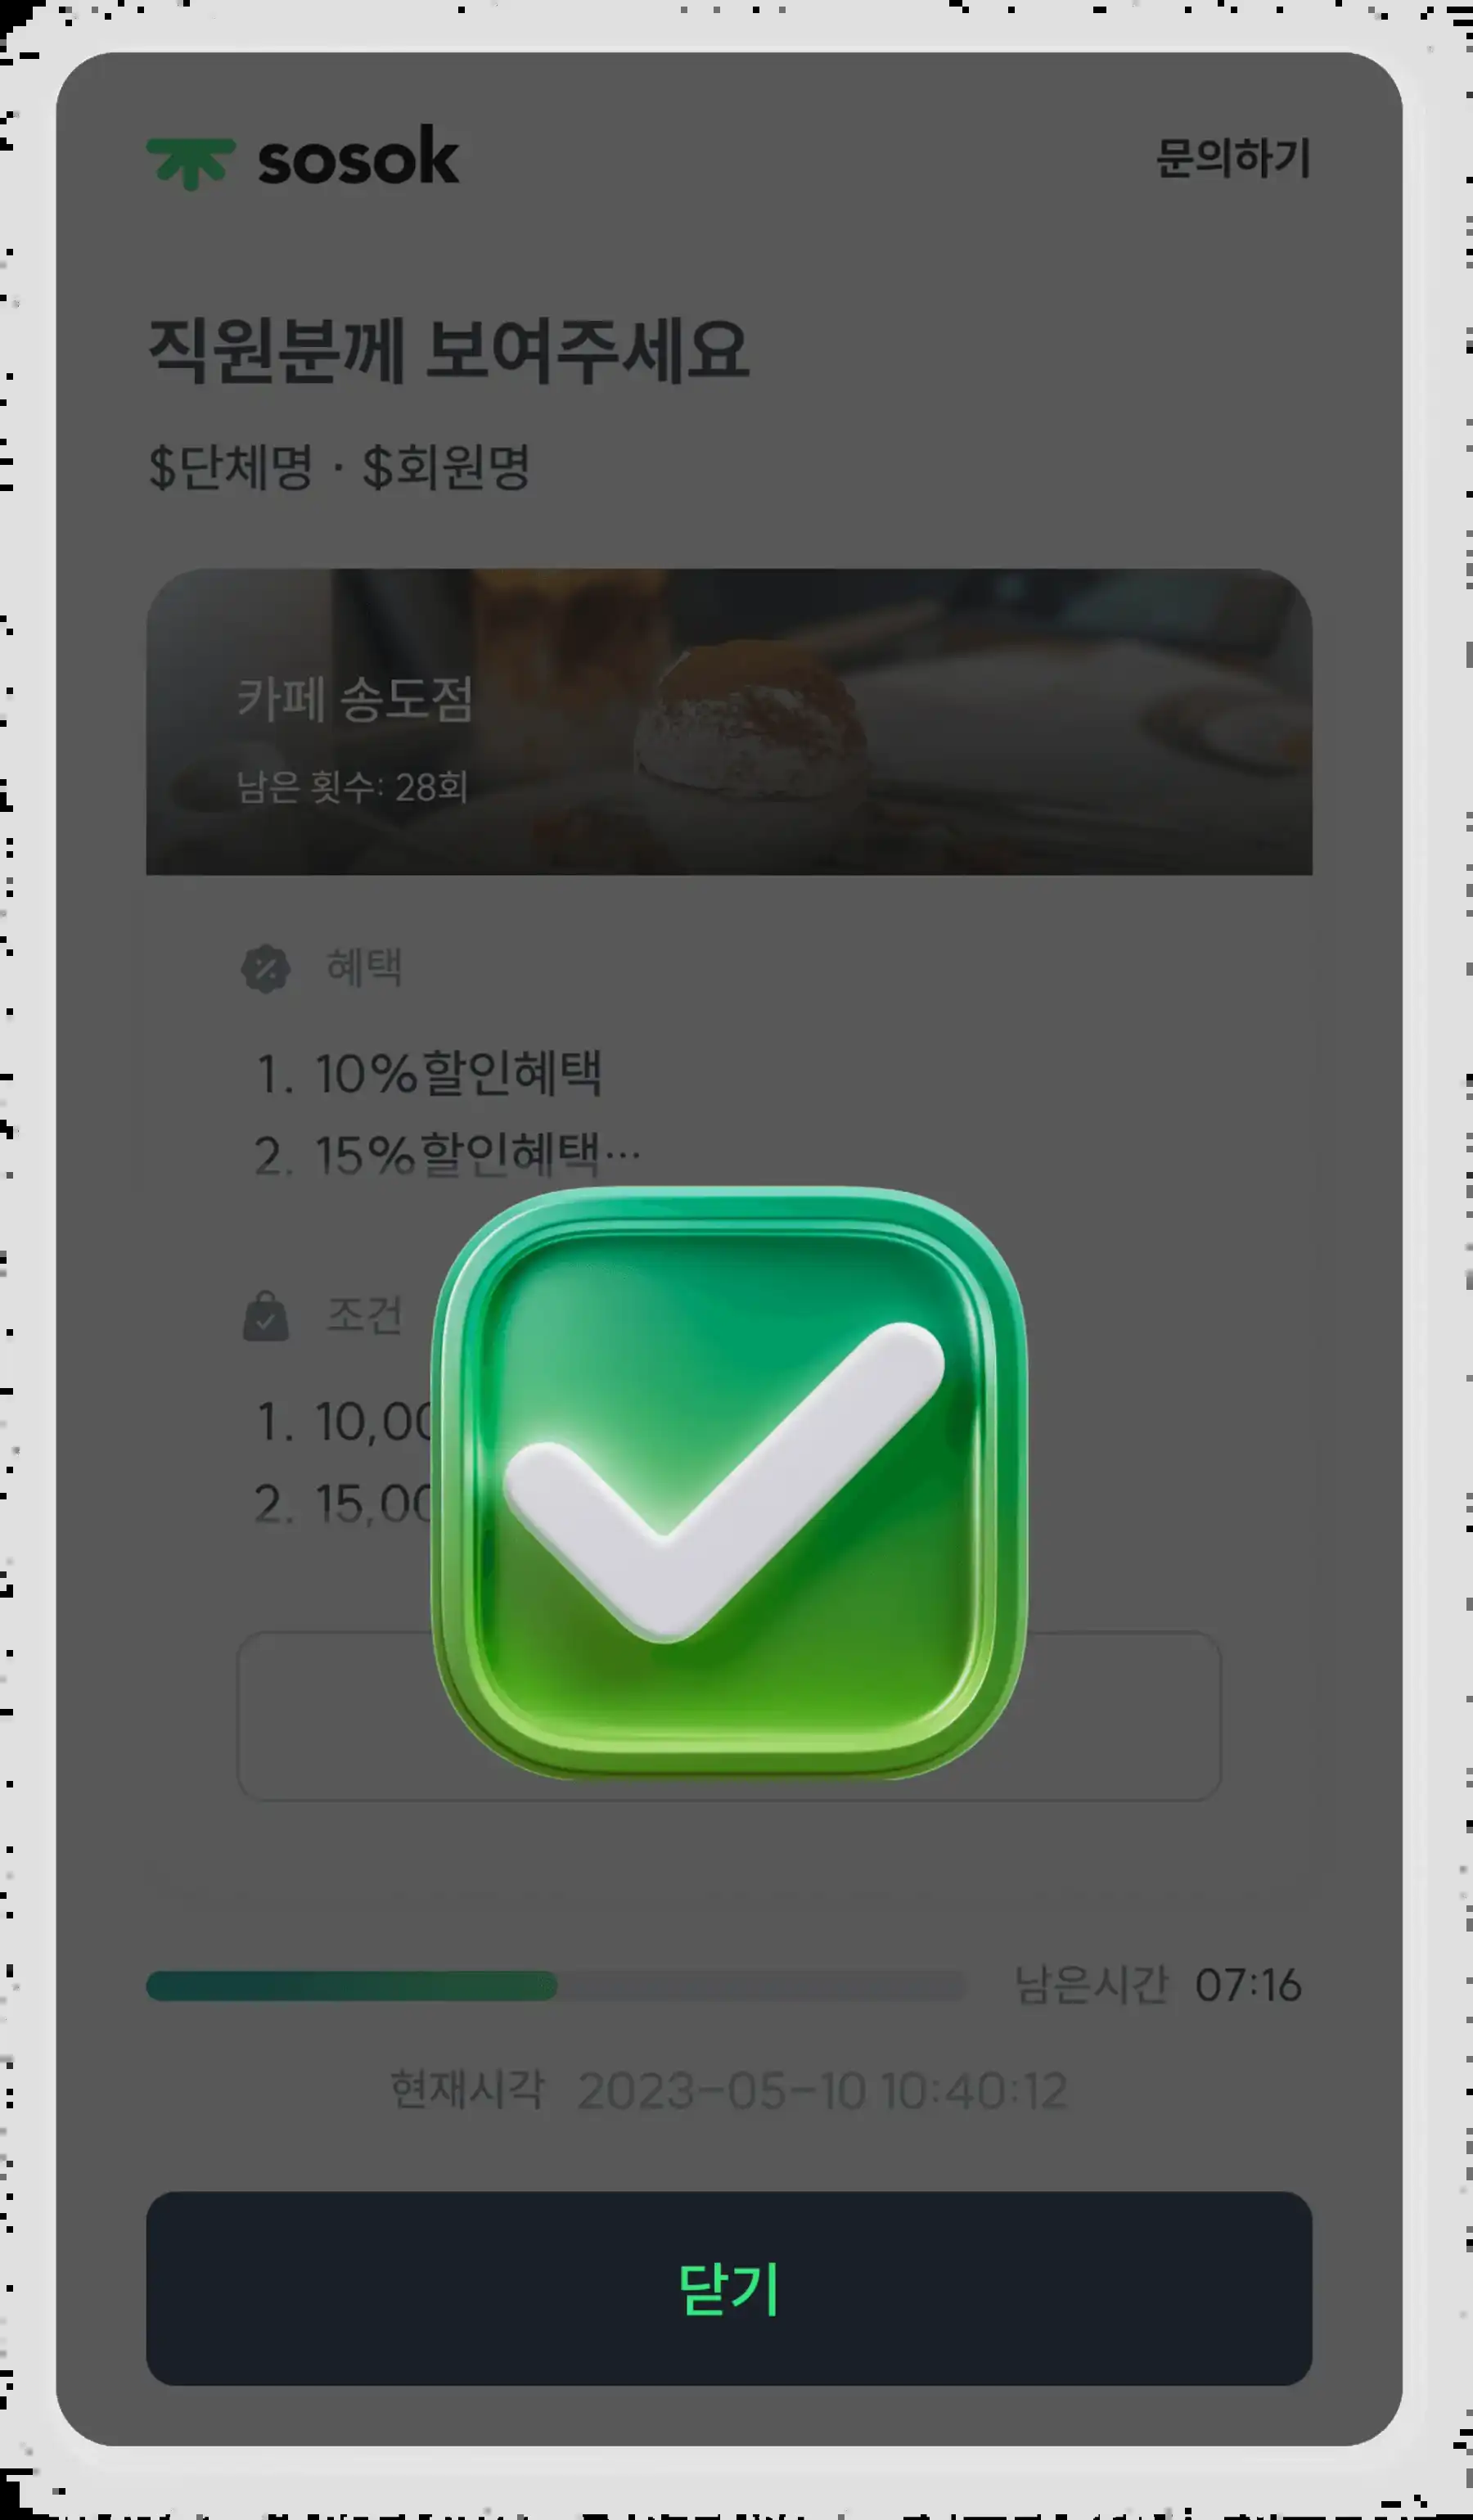 sosok
문의하기
직원분께 보여주세요
$단체명 · $회원명
카페 송도점
남은 횟수: 28회
혜택
1. 10%할인혜택
2. 15%할인혜택…
조건
1. 10,00
2. 15,00
남은시간 07:16
현재시각 2023-05-10 10:40:12
닫기